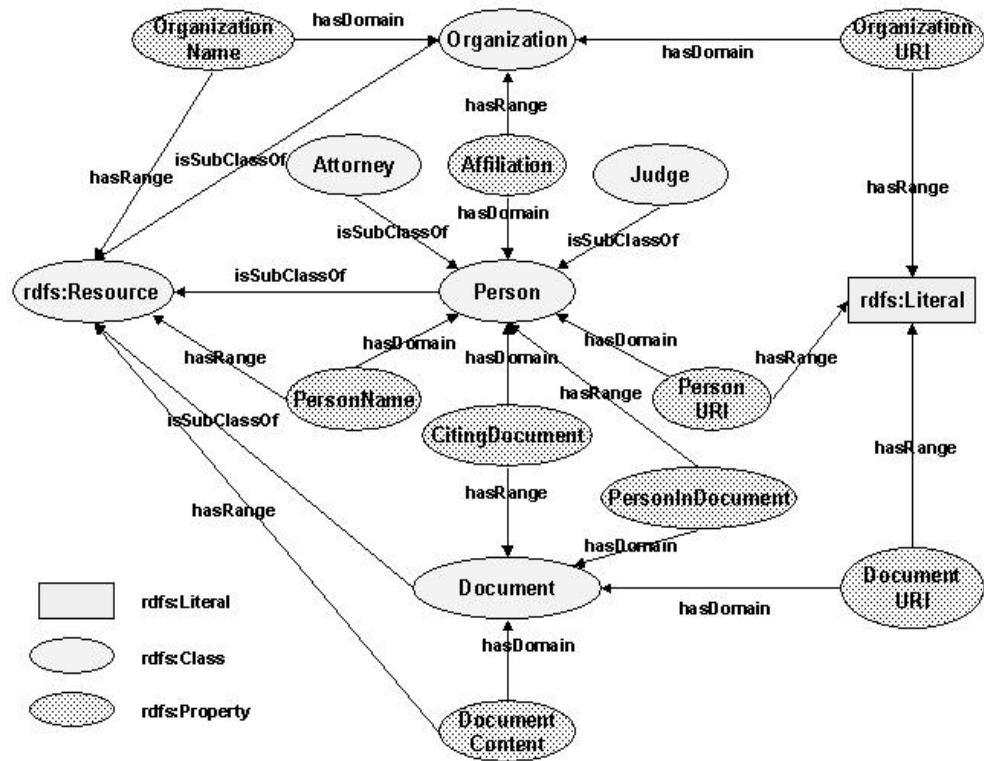 hasDomain
Organization
Name
Organization
hasDomain
Organization
URI
hasRange
isSubClassOf
Attorney
Affiliation
Judge
hasRange
hasDomain
hasRange
isSubClassOf
isSubClassOf
rdfs:Resource
isSubClassOf
Person
rdfs:Literal
hasDomain
hasDomain
hasDomain
hasRange
hasRange
hasRange
PersonName
Person
URI
isSubClassOf
CitingDocument
hasRange
hasRange
PersonInDocument
hasRange
hasDomain
Document
Document
URI
hasDomain
rdfs:Literal
hasDomain
rdfs:Class
rdfs:Property
Document
Content